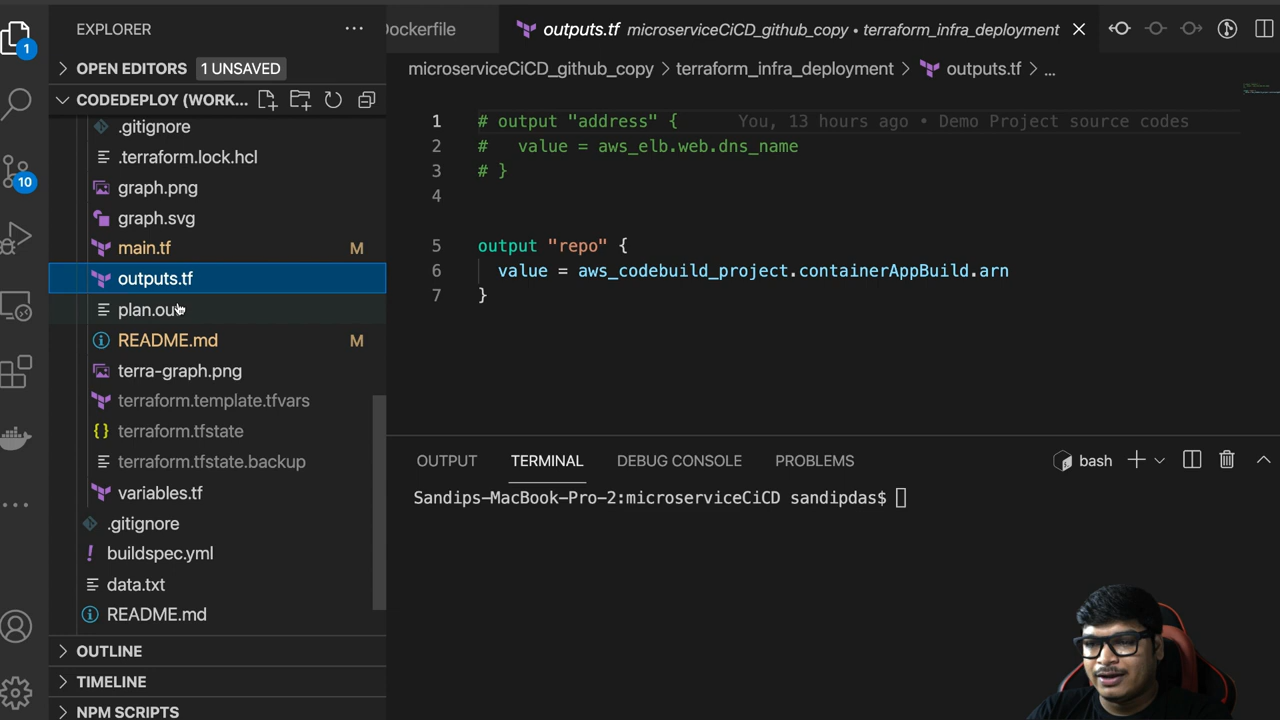 EXPLORER
Dockerfile
outputs.tf microserviceCiCD_github_copy • terraform_infra_deployment
1
OPEN EDITORS 1 UNSAVED
microserviceCiCD_github_copy > terraform_infra_deployment > outputs.tf > ...
CODEDEPLOY (WORK...
.gitignore
.terraform.lock.hcl
graph.png
graph.svg
main.tf M
outputs.tf
plan.out
README.md M
terra-graph.png
terraform.template.tfvars
terraform.tfstate
terraform.tfstate.backup
variables.tf
.gitignore
buildspec.yml
data.txt
README.md
OUTLINE
TIMELINE
NPM SCRIPTS
10
1 # output "address" { You, 13 hours ago • Demo Project source codes
2 # value = aws_elb.web.dns_name
3 # }
4
5 output "repo" {
6 value = aws_codebuild_project.containerAppBuild.arn
7 }
OUTPUT TERMINAL DEBUG CONSOLE PROBLEMS bash
Sandips-MacBook-Pro-2:microserviceCiCD sandipdas$